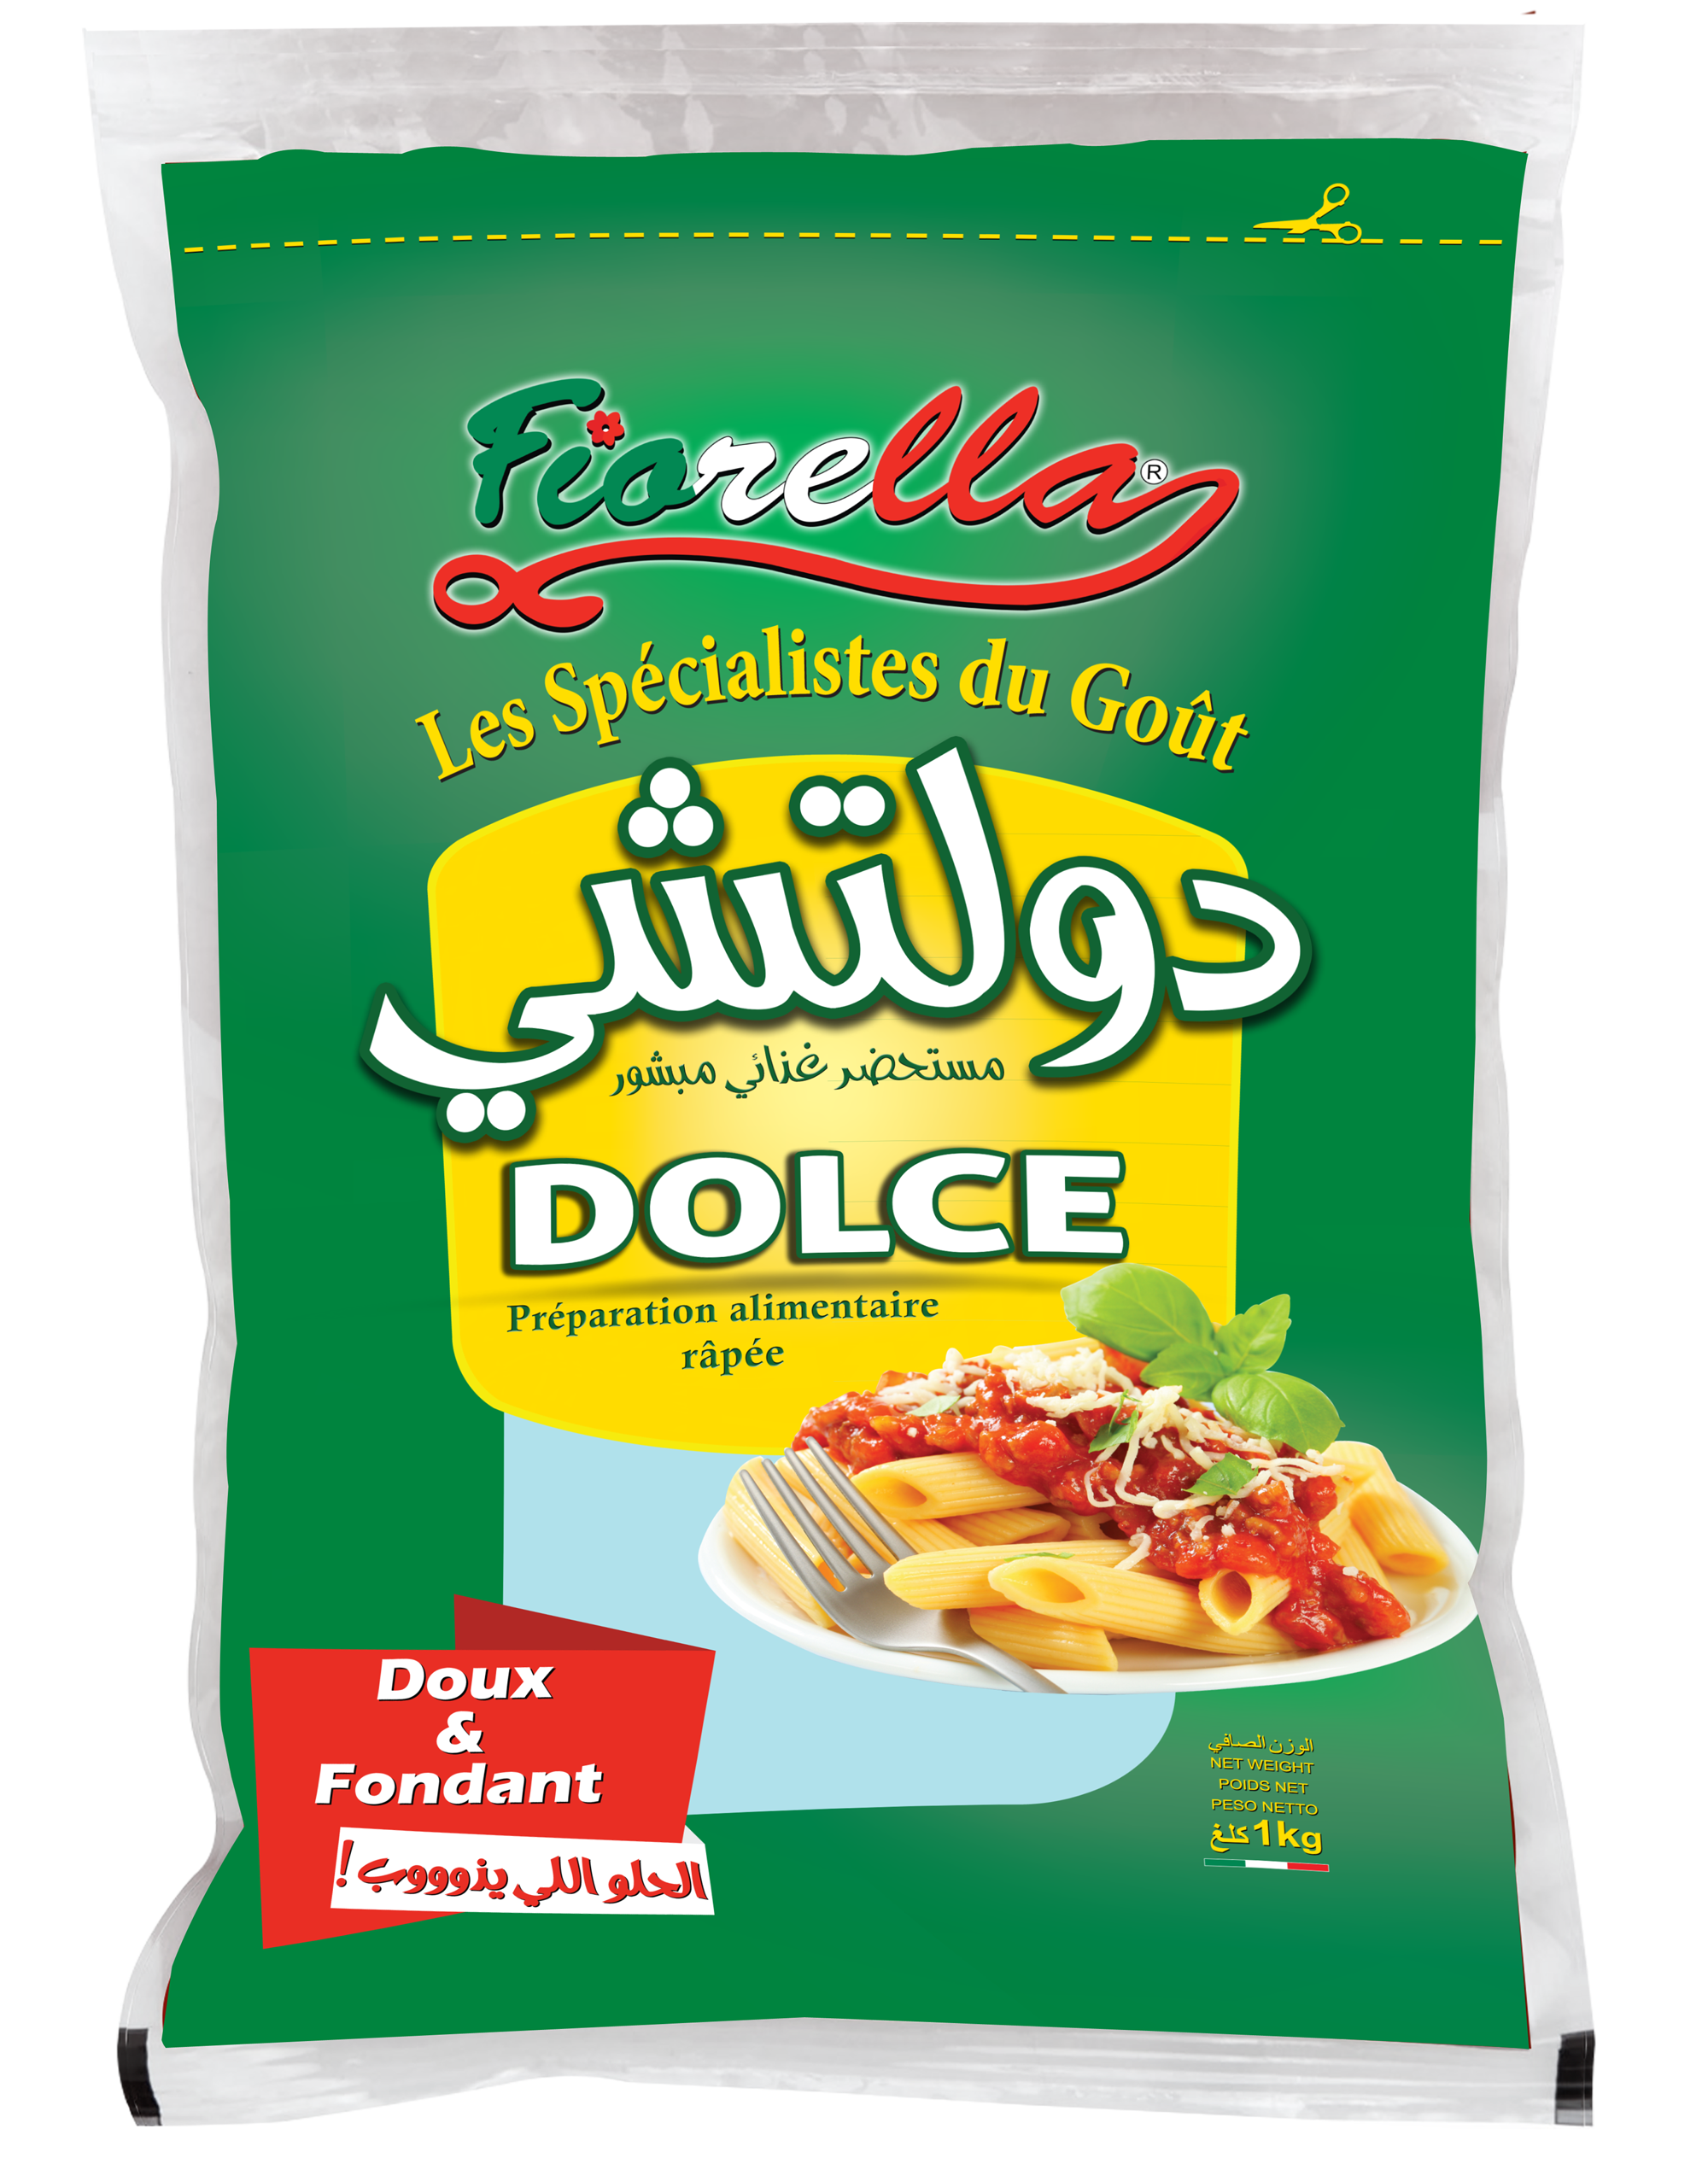 Fiorella®
Les Spécialistes du Goût
دولتشي
مستحضر غذائي مبشور
DOLCE
Préparation alimentaire
râpée
Doux
&
Fondant
الحلو اللي يذوووب!
الوزن الصافي
NET WEIGHT
POIDS NET
PESO NETTO
1kg كلغ